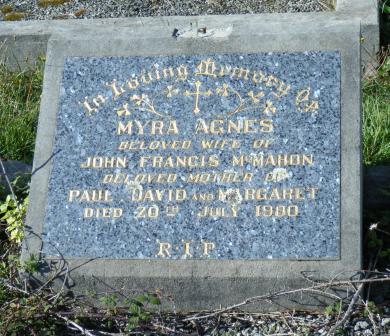 In Loving Memory Of
MYRA AGNES
BELOVED WIFE OF
JOHN FRANCIS McMAHON
BELOVED MOTHER OF
PAUL DAVID AND MARGARET
DIED 20TH JULY 1980
R.I.P